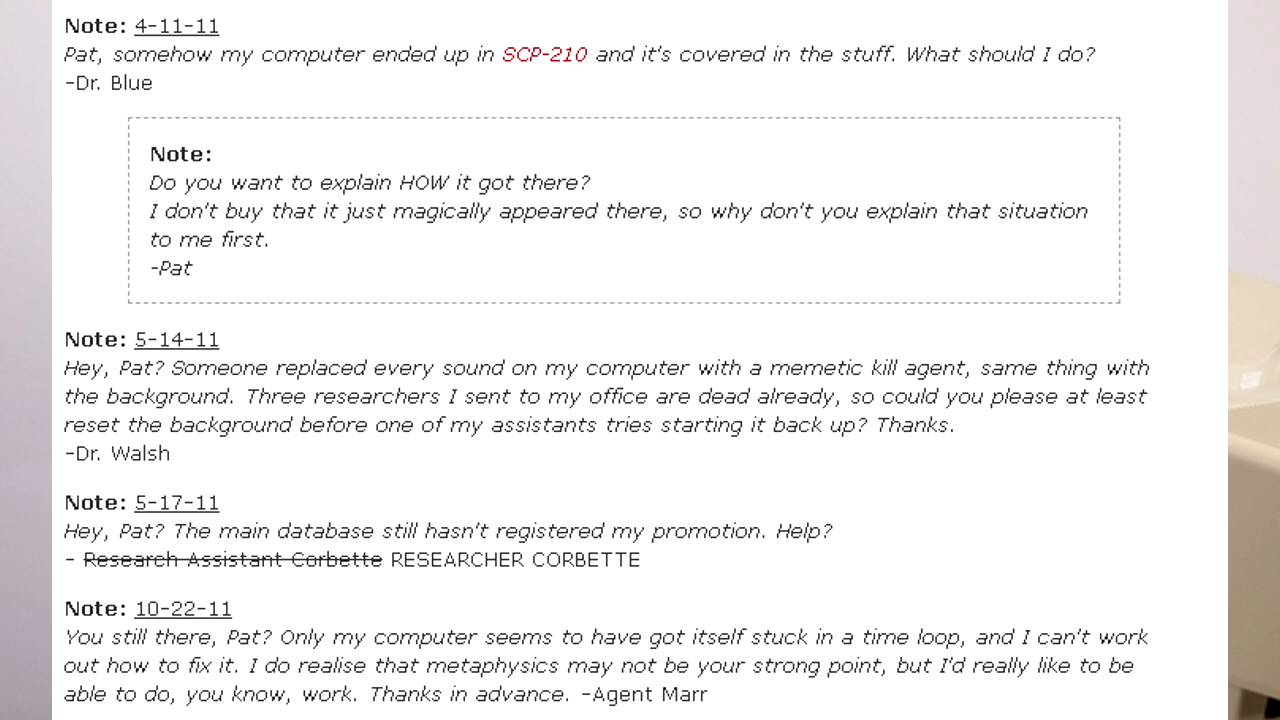 Note: 4-11-11
Pat, somehow my computer ended up in SCP-210 and it's covered in the stuff. What should I do?
-Dr. Blue
Note:
Do you want to explain HOW it got there?
I don't buy that it just magically appeared there, so why don't you explain that situation
to me first.
-Pat
Note: 5-14-11
Hey, Pat? Someone replaced every sound on my computer with a memetic kill agent, same thing with
the background. Three researchers I sent to my office are dead already, so could you please at least
reset the background before one of my assistants tries starting it back up? Thanks.
-Dr. Walsh
Note: 5-17-11
Hey, Pat? The main database still hasn't registered my promotion. Help?
- Research Assistant Corbette RESEARCHER CORBETTE
Note: 10-22-11
You still there, Pat? Only my computer seems to have got itself stuck in a time loop, and I can't work
out how to fix it. I do realise that metaphysics may not be your strong point, but I'd really like to be
able to do, you know, work. Thanks in advance. -Agent Marr